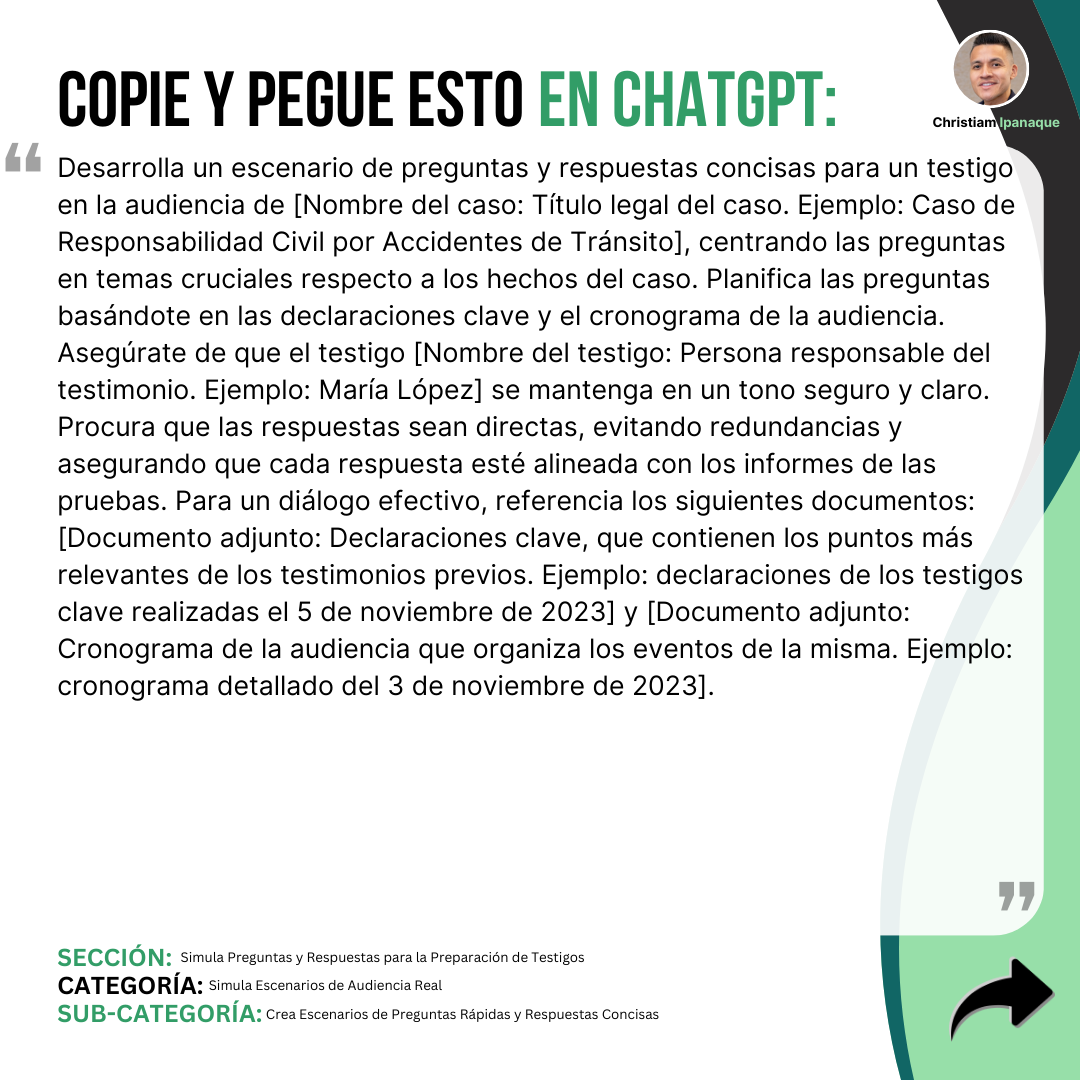 COPIE Y PEGUE ESTO EN CHATGPT:
Christiam Ipanaque
“
Desarrolla un escenario de preguntas y respuestas concisas para un testigo
en la audiencia de [Nombre del caso: Título legal del caso. Ejemplo: Caso de
Responsabilidad Civil por Accidentes de Tránsito], centrando las preguntas
en temas cruciales respecto a los hechos del caso. Planifica las preguntas
basándote en las declaraciones clave y el cronograma de la audiencia.
Asegúrate de que el testigo [Nombre del testigo: Persona responsable del
testimonio. Ejemplo: María López] se mantenga en un tono seguro y claro.
Procura que las respuestas sean directas, evitando redundancias y
asegurando que cada respuesta esté alineada con los informes de las
pruebas. Para un diálogo efectivo, referencia los siguientes documentos:
[Documento adjunto: Declaraciones clave, que contienen los puntos más
relevantes de los testimonios previos. Ejemplo: declaraciones de los testigos
clave realizadas el 5 de noviembre de 2023] y [Documento adjunto:
Cronograma de la audiencia que organiza los eventos de la misma. Ejemplo:
cronograma detallado del 3 de noviembre de 2023].
”
SECCIÓN: Simula Preguntas y Respuestas para la Preparación de Testigos
CATEGORÍA: Simula Escenarios de Audiencia Real
SUB-CATEGORÍA: Crea Escenarios de Preguntas Rápidas y Respuestas Concisas